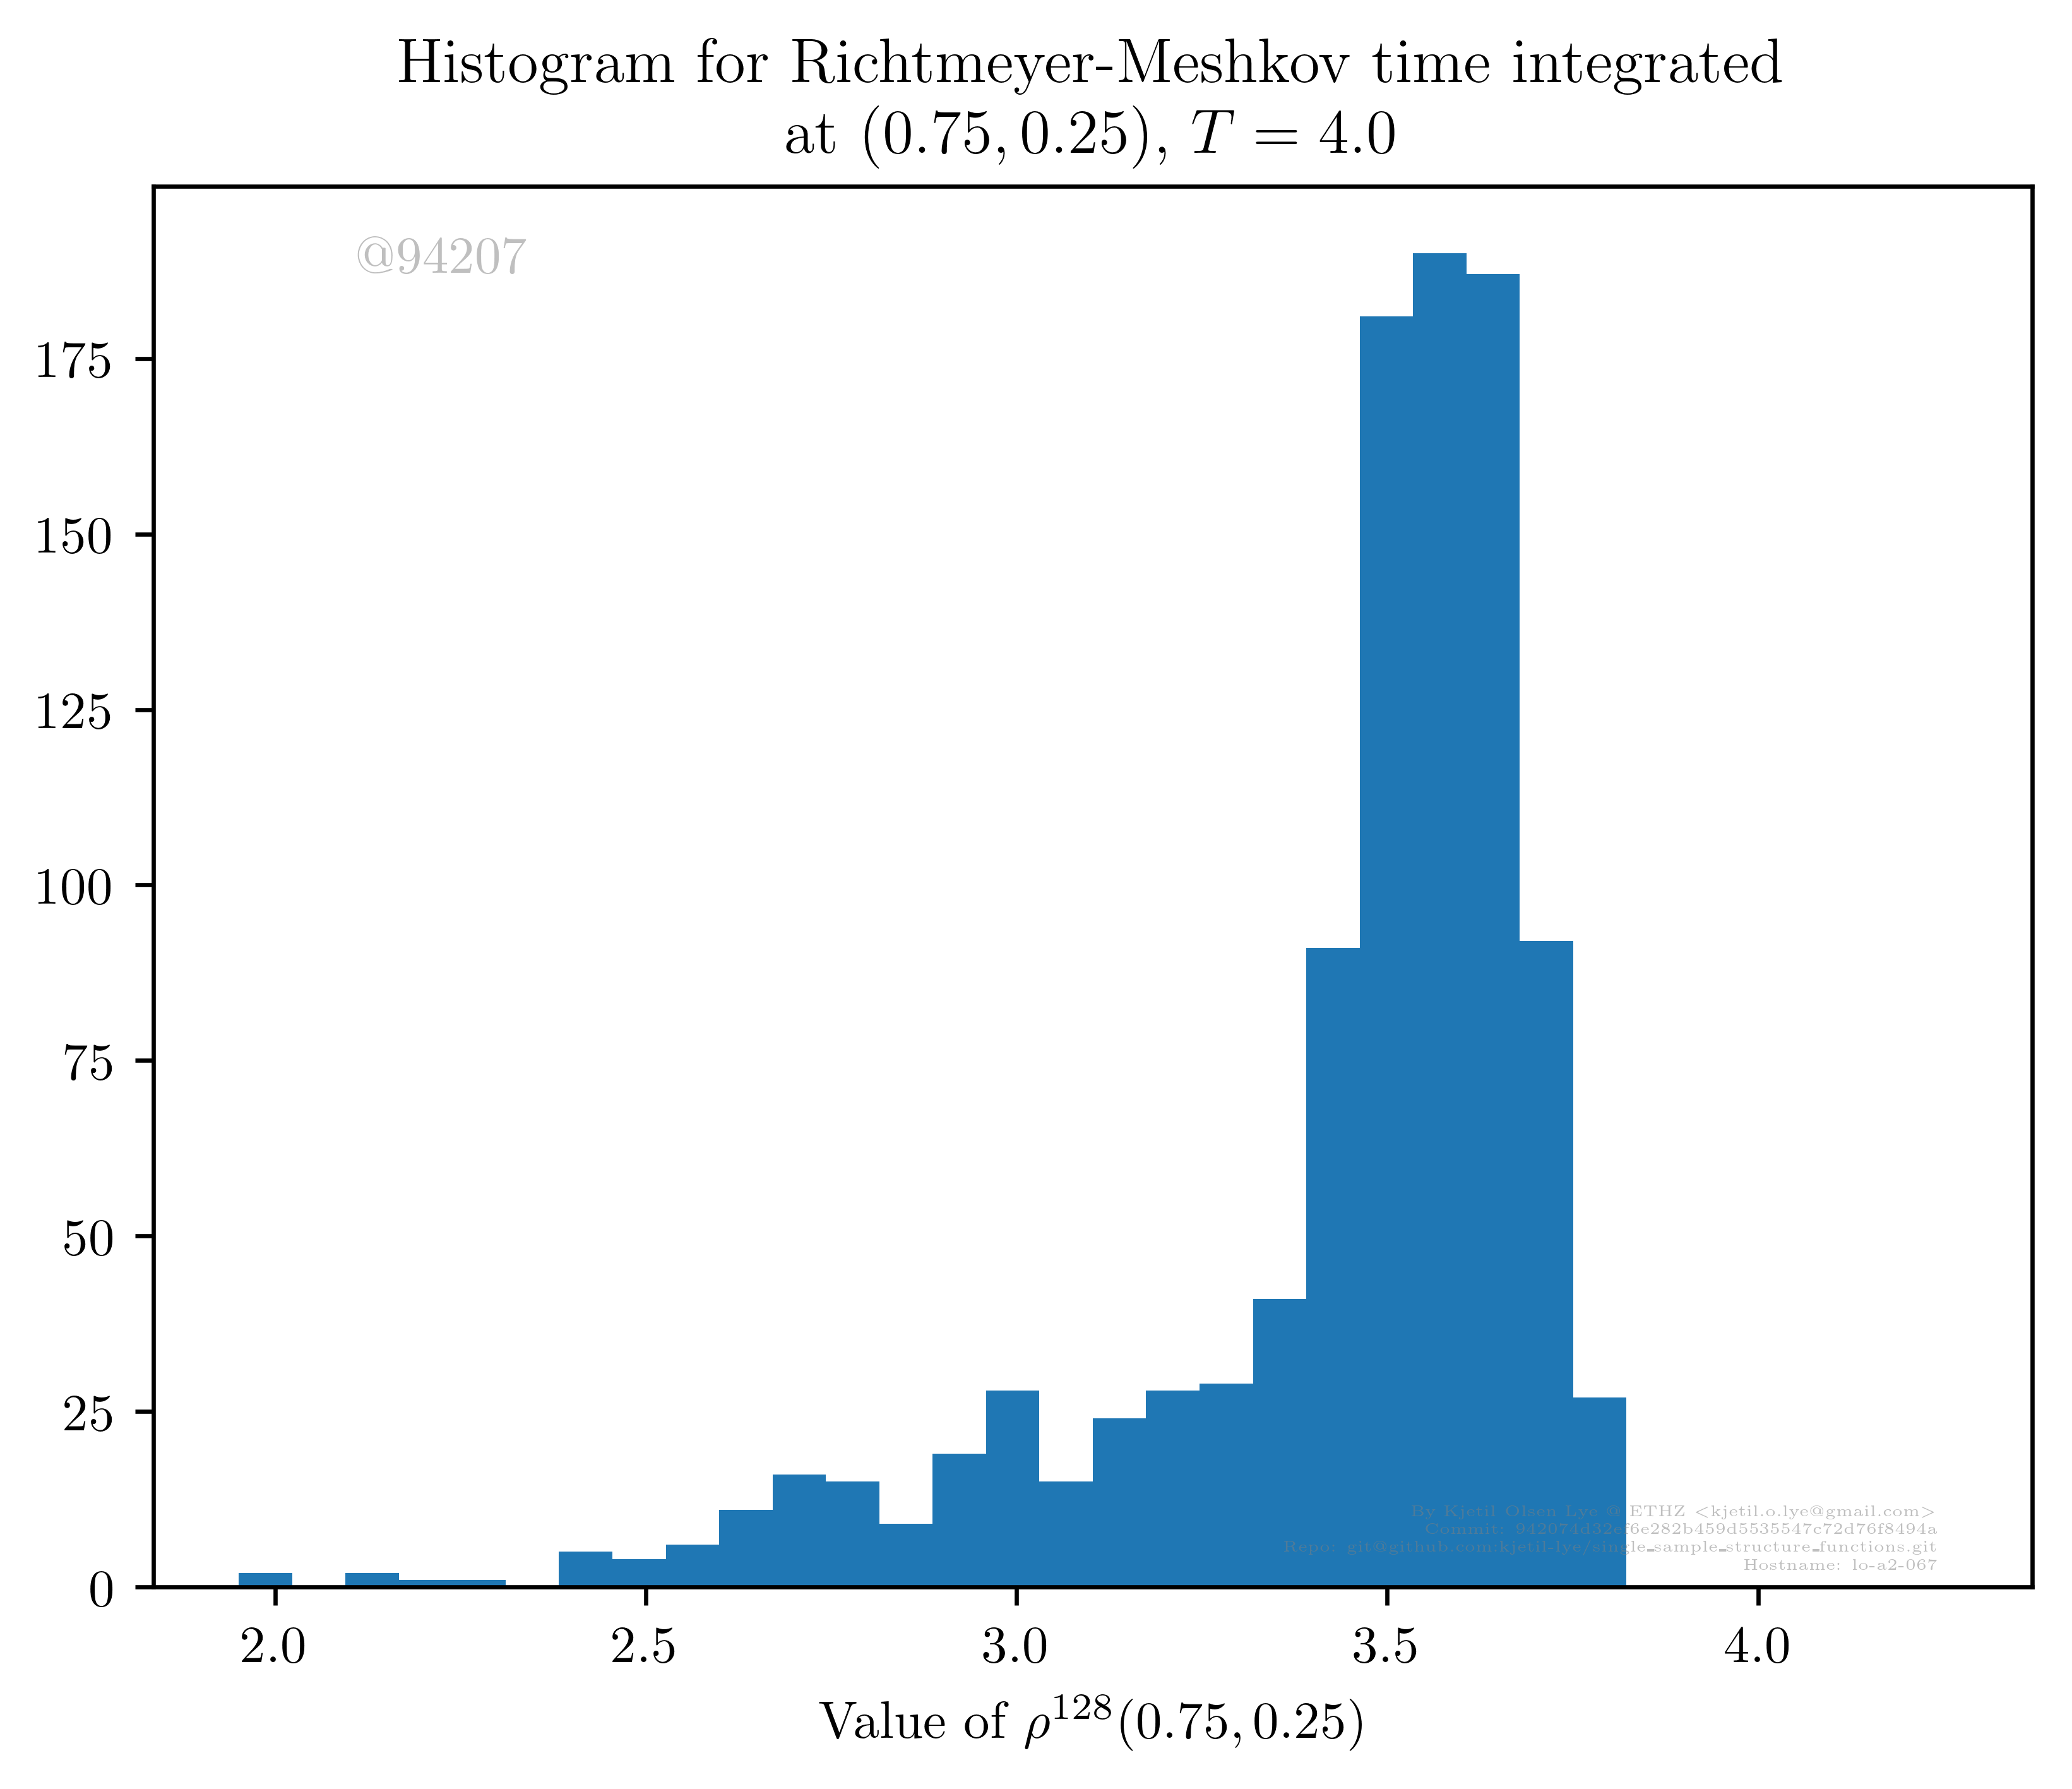 Histogram for Richtmeyer-Meshkov time integrated
at (0.75, 0.25), T = 4.0
@94207
175
150
125
100
75
50
25
0
By Kjetil Olsen Lye @ ETHZ <kjetil.o.lye@gmail.com>
Commit: 942074d32ef6e282b459d5535547c72d76f8494a
Repo: git@github.com:kjetil-lye/single_sample_structure_functions.git
Hostname: lo-a2-067
2.0 2.5 3.0 3.5 4.0
Value of ρ¹²⁸(0.75, 0.25)